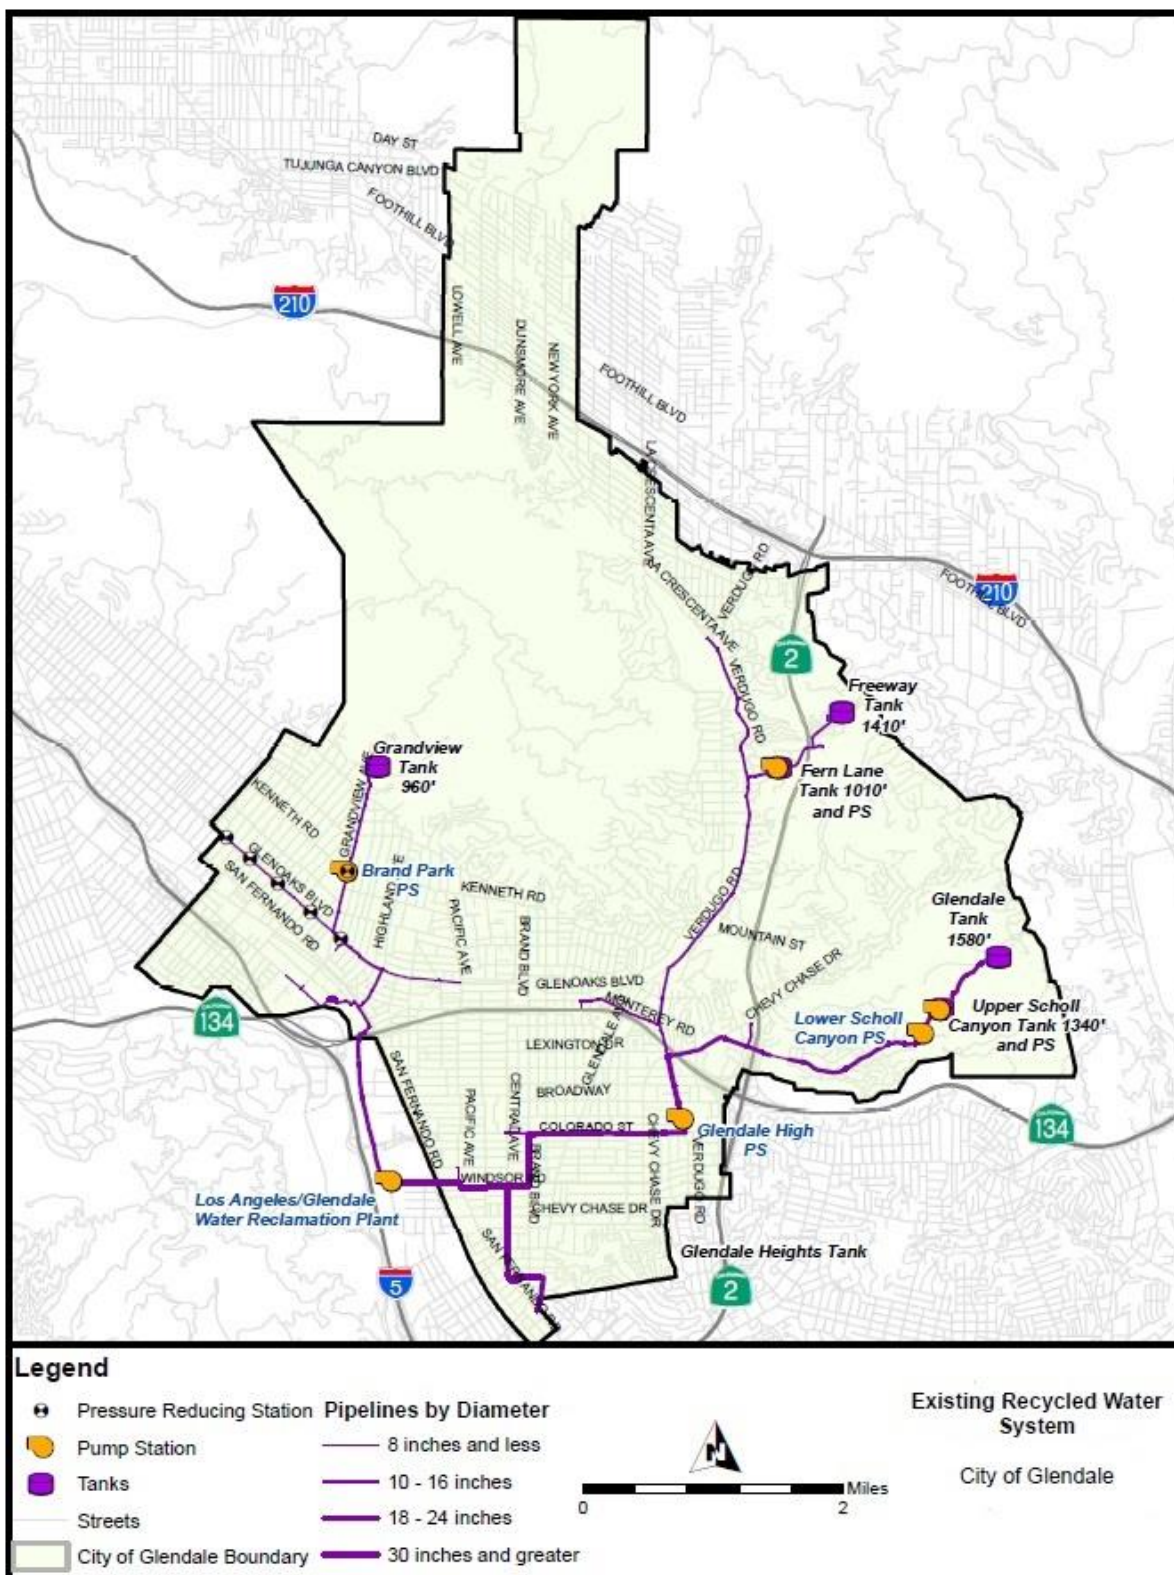 DAY ST
TUJUNGA CANYON BLVD
FOOTHILL BLVD
210
LOWELL AVE
DUNSMORE AVE
NEW YORK AVE
FOOTHILL BLVD
LA CRESCENTA AVE
LA CRESCENTA AVE
VERDUGO RD
210
FOOTHILL BLVD
2
VERDUGO RD
Freeway
Tank
1410'
Grandview
Tank
960'
GRANDVIEW AVE
Fern Lane
Tank 1010'
and PS
KENNETH RD
GLENOAKS BLVD
SAN FERNANDO RD
Brand Park
PS
HIGHLAND
KENNETH RD
PACIFIC AVE
BRAND BLVD
VERDUGO RD
MOUNTAIN ST
Glendale
Tank
1580'
GLENOAKS BLVD
MONTEREY RD
CHEVY CHASE DR
134
Lower Scholl
Canyon PS
Upper Scholl
Canyon Tank 1340'
and PS
LEXINGTON DR
GLENDALE AVE
SAN FERNANDO RD
BROADWAY
PACIFIC AVE
CENTRAL AVE
COLORADO ST
CHEVY CHASE DR
Glendale High
PS
134
VERDUGO RD
Los Angeles/Glendale
Water Reclamation Plant
WINDSOR RD
BRAND BLVD
CHEVY CHASE DR
SAN FERNANDO RD
Glendale Heights Tank
5
2
Legend
Pressure Reducing Station
Pump Station
Tanks
Streets
City of Glendale Boundary
Pipelines by Diameter
8 inches and less
10 - 16 inches
18 - 24 inches
30 inches and greater
N
Miles
0
2
Existing Recycled Water
System
City of Glendale